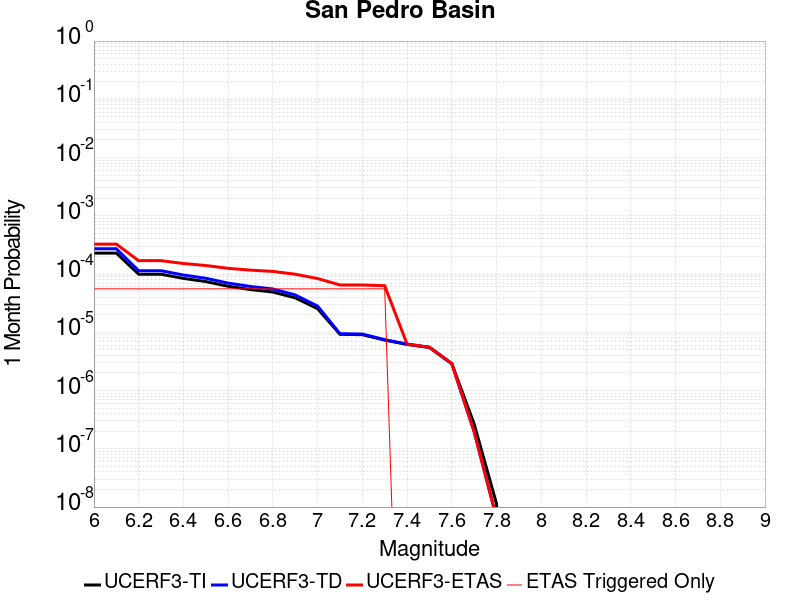 San Pedro Basin
10^0
10^-1
10^-2
10^-3
10^-4
10^-5
10^-6
10^-7
10^-8
1 Month Probability
6 6.2 6.4 6.6 6.8 7 7.2 7.4 7.6 7.8 8 8.2 8.4 8.6 8.8 9
Magnitude
UCERF3-TI UCERF3-TD UCERF3-ETAS ETAS Triggered Only